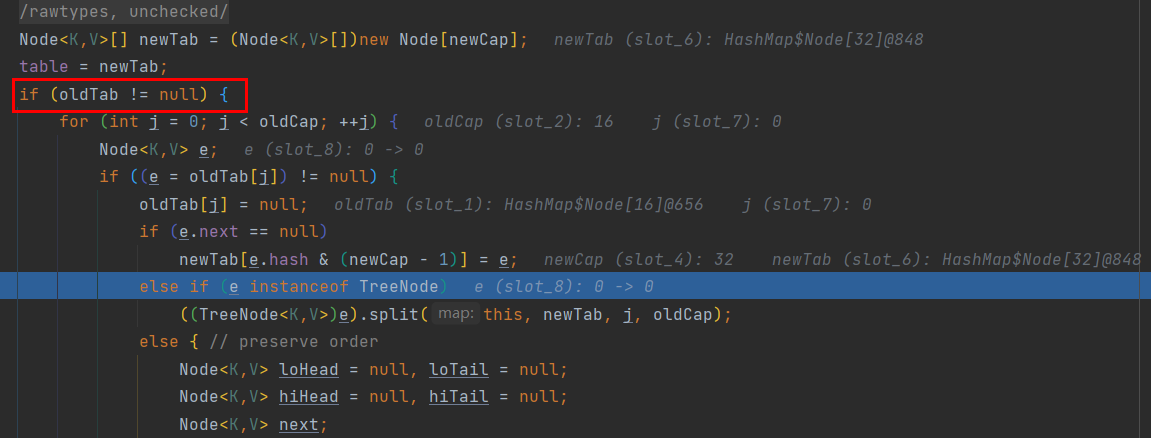 /rawtypes, unchecked/
Node<K,V>[] newTab = (Node<K,V>[])new Node[newCap];   newTab (slot_6): HashMap$Node[32]@848
table = newTab;
if (oldTab != null) {
for (int j = 0; j < oldCap; ++j) {   oldCap (slot_2): 16    j (slot_7): 0
Node<K,V> e;   e (slot_8): 0 -> 0
if ((e = oldTab[j]) != null) {
oldTab[j] = null;   oldTab (slot_1): HashMap$Node[16]@656    j (slot_7): 0
if (e.next == null)
newTab[e.hash & (newCap - 1)] = e;   newCap (slot_4): 32    newTab (slot_6): HashMap$Node[32]@848
else if (e instanceof TreeNode)   e (slot_8): 0 -> 0
((TreeNode<K,V>)e).split( map: this, newTab, j, oldCap);
else { // preserve order
Node<K,V> loHead = null, loTail = null;
Node<K,V> hiHead = null, hiTail = null;
Node<K,V> next;